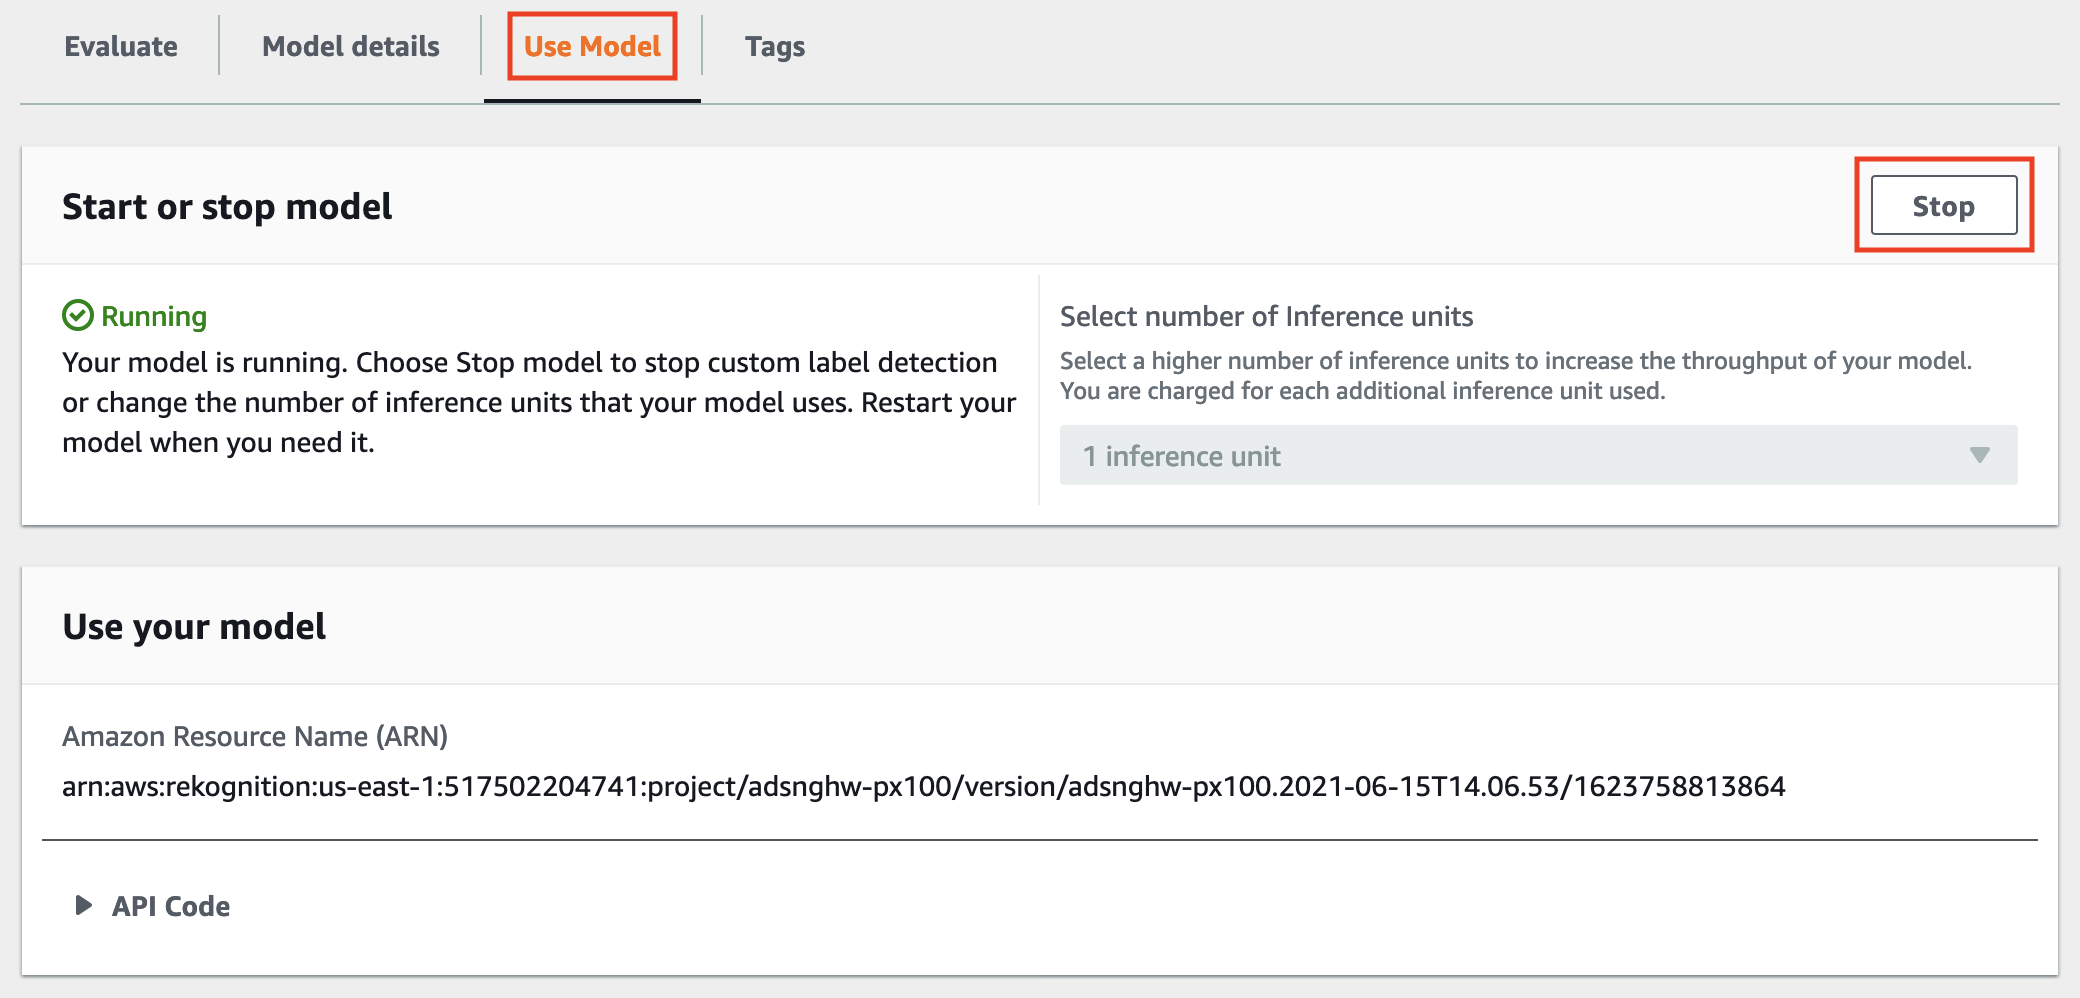 Evaluate
Model details
Use Model
Tags
Start or stop model
Stop
Running
Your model is running. Choose Stop model to stop custom label detection
or change the number of inference units that your model uses. Restart your
model when you need it.
Select number of Inference units
Select a higher number of inference units to increase the throughput of your model.
You are charged for each additional inference unit used.
1 inference unit
Use your model
Amazon Resource Name (ARN)
arn:aws:rekognition:us-east-1:517502204741:project/adsnghw-px100/version/adsnghw-px100.2021-06-15T14.06.53/1623758813864
API Code